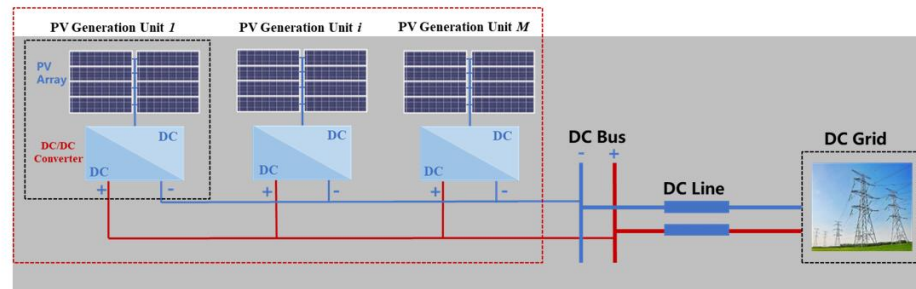 PV Generation Unit 1
PV Generation Unit i
PV Generation Unit M
PV
Array
DC
DC
DC
DC/DC
Converter
DC
DC
DC
+
-
+
-
+
-
DC Bus
-
+
DC Line
DC Grid